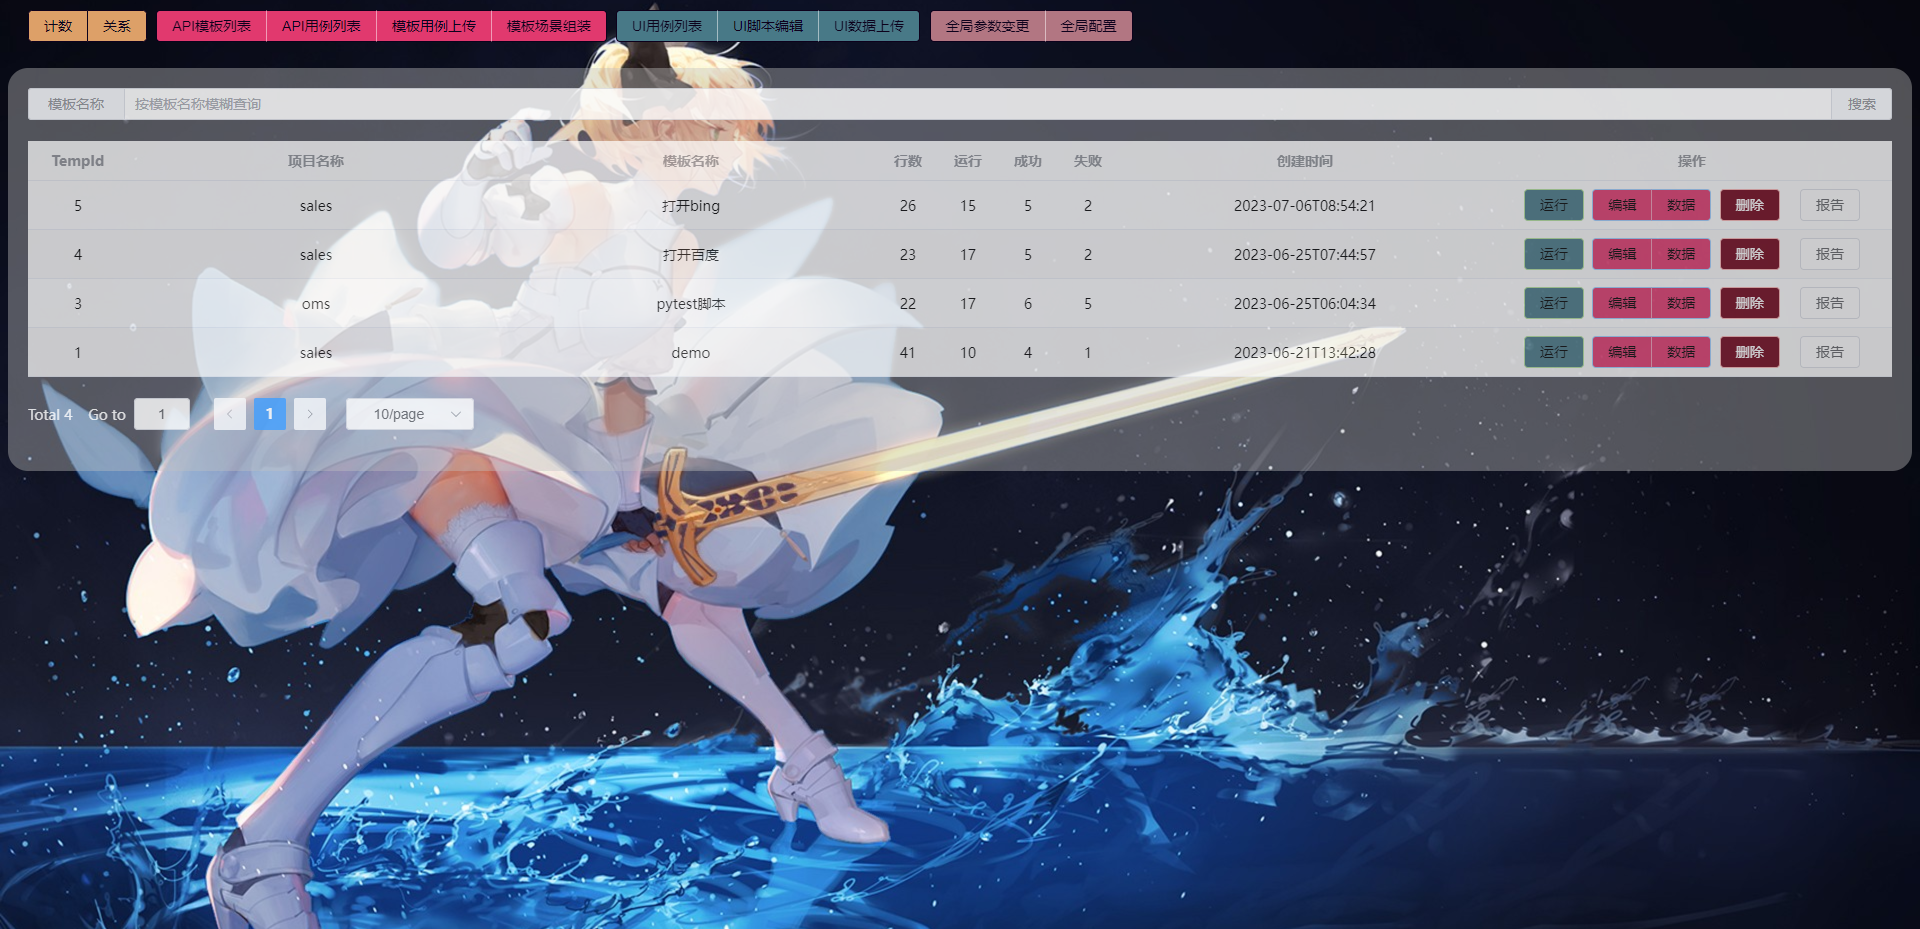 计数 关系 API模板列表 API用例列表 模板用例上传 模板场景组装 UI用例列表 UI脚本编辑 UI数据上传 全局参数变更 全局配置
模板名称 按模板名称模糊查询 搜索
TempId 项目名称 模板名称 行数 运行 成功 失败 创建时间 操作
5 sales 打开bing 26 15 5 2 2023-07-06T08:54:21 运行 编辑 数据 删除 报告
4 sales 打开百度 23 17 5 2 2023-06-25T07:44:57 运行 编辑 数据 删除 报告
3 oms pytest脚本 22 17 6 5 2023-06-25T06:04:34 运行 编辑 数据 删除 报告
1 sales demo 41 10 4 1 2023-06-21T13:42:28 运行 编辑 数据 删除 报告
Total 4 Go to 1 1 10/page